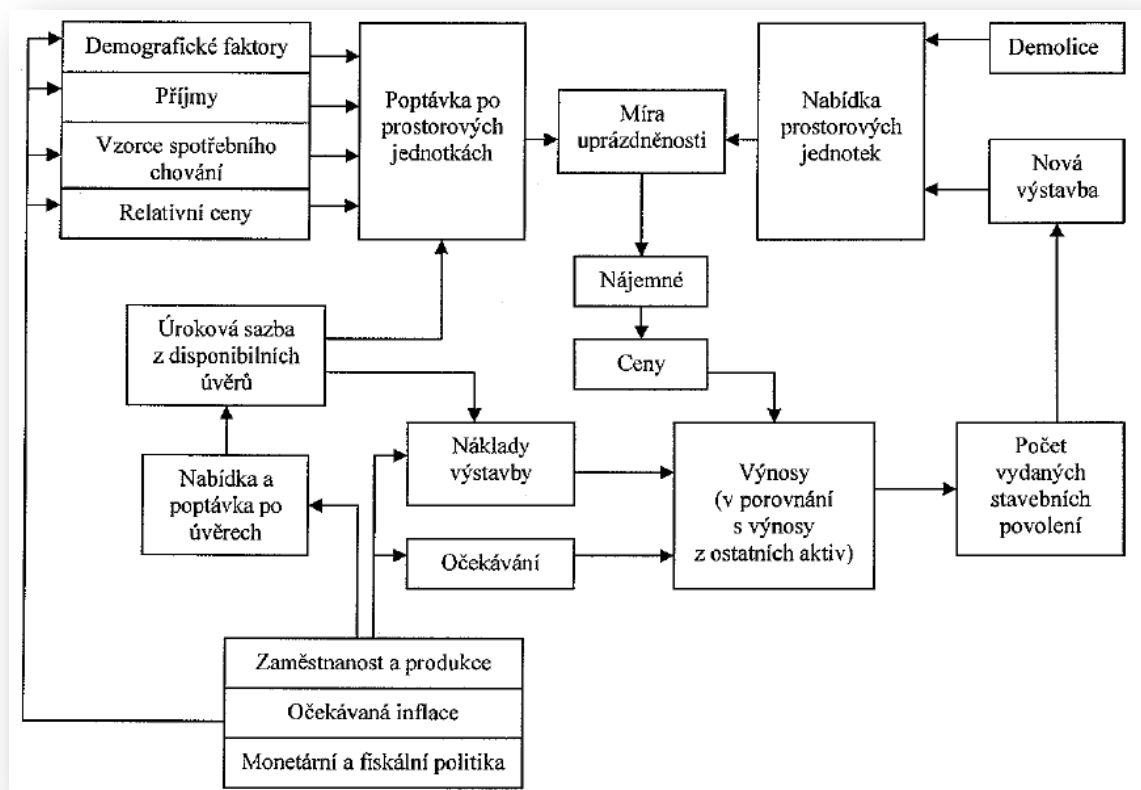 Demografické faktory
Příjmy
Vzorce spotřebního
chování
Relativní ceny
Poptávka po
prostorových
jednotkách
Míra
uprázdněnosti
Nabídka
prostorových
jednotek
Demolice
Nová
výstavba
Nájemné
Ceny
Úroková sazba
z disponibilních
úvěrů
Nabídka a
poptávka po
úvěrech
Náklady
výstavby
Očekávání
Výnosy
(v porovnání
s výnosy
z ostatních aktiv)
Počet
vydaných
stavebních
povolení
Zaměstnanost a produkce
Očekávaná inflace
Monetární a fiskální politika